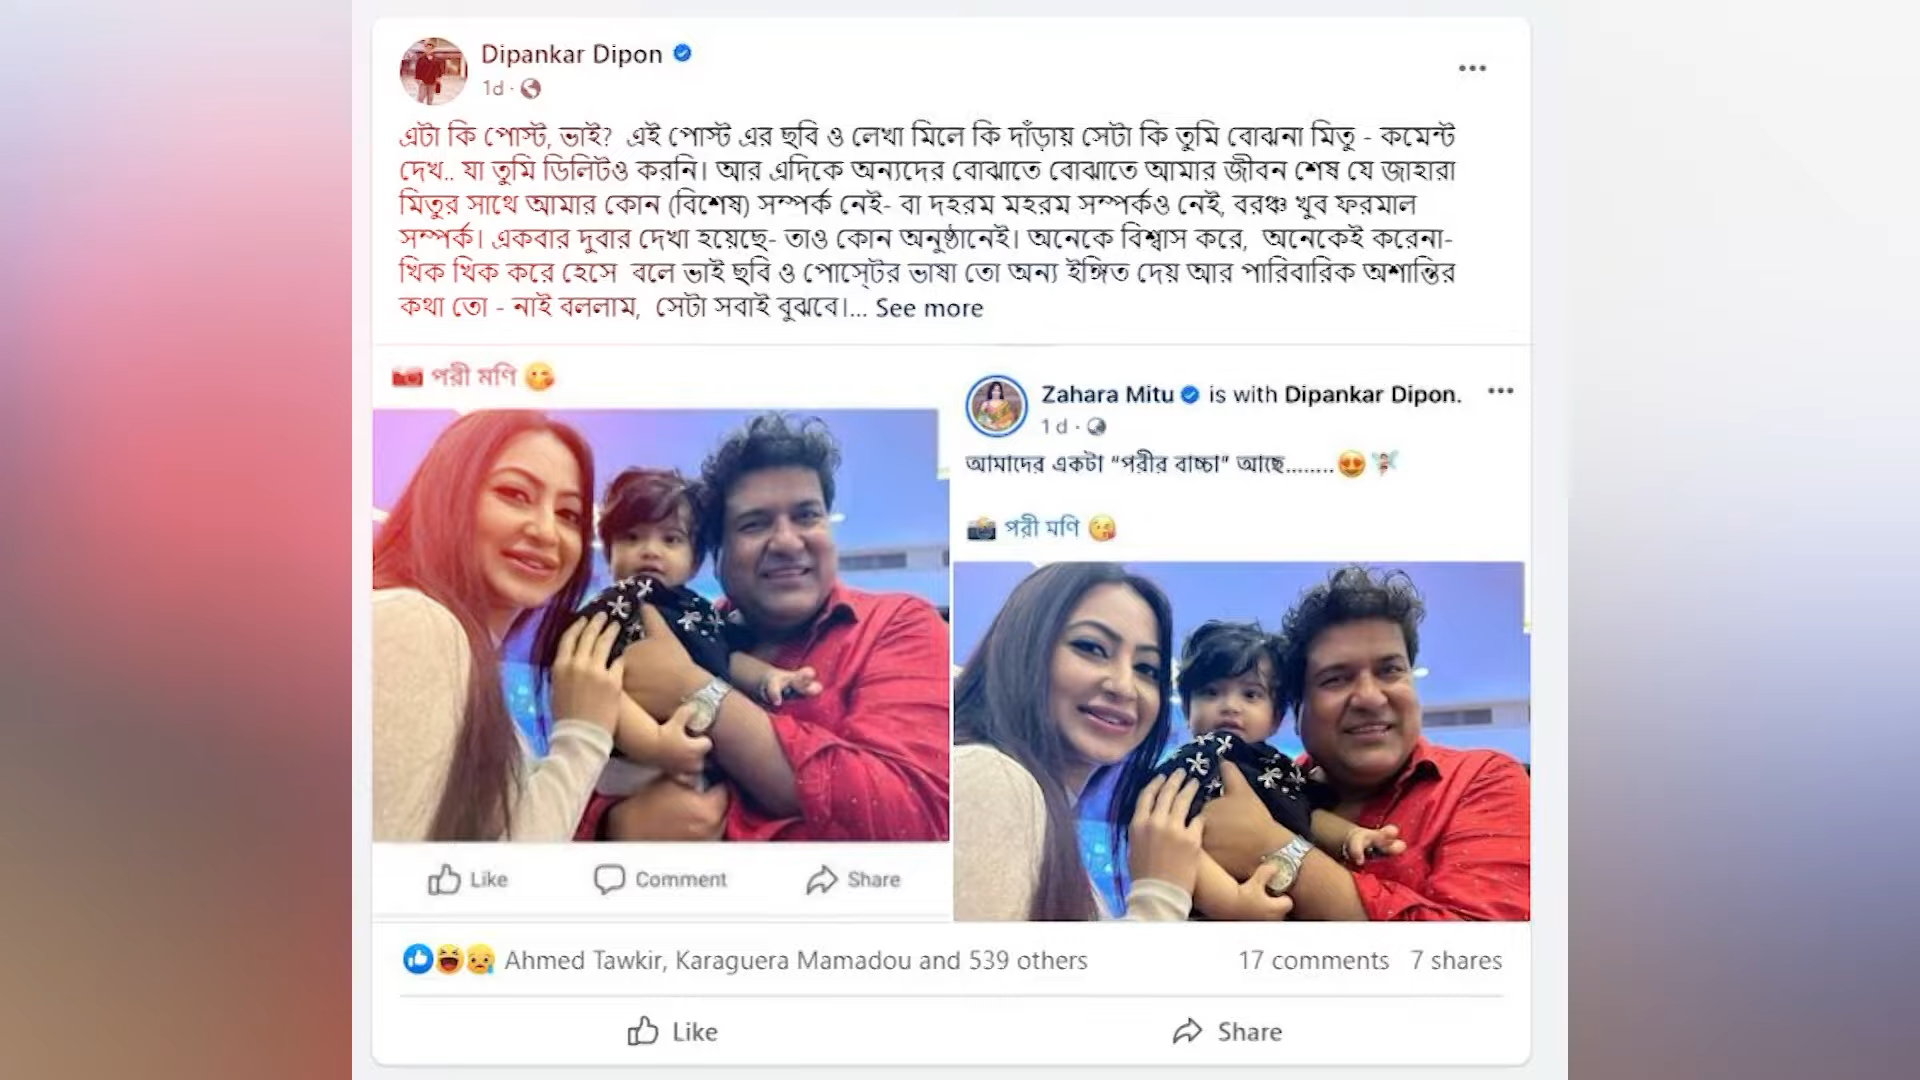 Dipankar Dipon
1d ·
এটা কি পোস্ট, ভাই? এই পোস্ট এর ছবি ও লেখা মিলে কি দাঁড়ায় সেটা কি তুমি বোঝনা মিতু - কমেন্ট
দেখ.. যা তুমি ডিলিটও করনি। আর এদিকে অন্যদের বোঝাতে বোঝাতে আমার জীবন শেষ যে জাহারা
মিতুর সাথে আমার কোন (বিশেষ) সম্পর্ক নেই- বা দহরম মহরম সম্পর্কও নেই, বরঞ্চ খুব ফরমাল
সম্পর্ক। একবার দুবার দেখা হয়েছে- তাও কোন অনুষ্ঠানেই। অনেকে বিশ্বাস করে, অনেকেই করেনা-
খিক খিক করে হেসে বলে ভাই ছবি ও পোস্টের ভাষা তো অন্য ইঙ্গিত দেয় আর পারিবারিক অশান্তির
কথা তো - নাই বললাম, সেটা সবাই বুঝবে।... See more
📸 পরী মণি 😘
Like Comment Share
Zahara Mitu is with Dipankar Dipon.
1 d ·
আমাদের একটা “পরীর বাচ্চা” আছে........😍🧚
📸 পরী মণি 😘
Ahmed Tawkir, Karaguera Mamadou and 539 others 17 comments 7 shares
Like Share